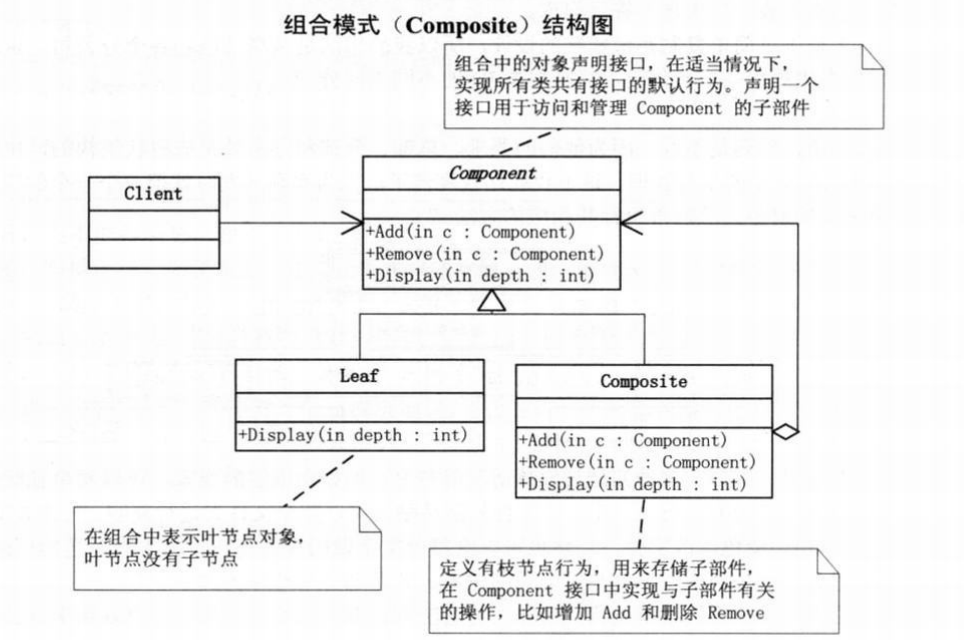 组合模式（Composite）结构图
组合中的对象声明接口，在适当情况下，
实现所有类共有接口的默认行为。声明一个
接口用于访问和管理 Component 的子部件
Component
Client
+Add(in c : Component)
+Remove(in c : Component)
+Display(in depth : int)
Leaf
+Display(in depth : int)
Composite
+Add(in c : Component)
+Remove(in c : Component)
+Display(in depth : int)
在组合中表示叶节点对象，
叶节点没有子节点
定义有枝节点行为，用来存储子部件，
在 Component 接口中实现与子部件有关
的操作，比如增加 Add 和删除 Remove